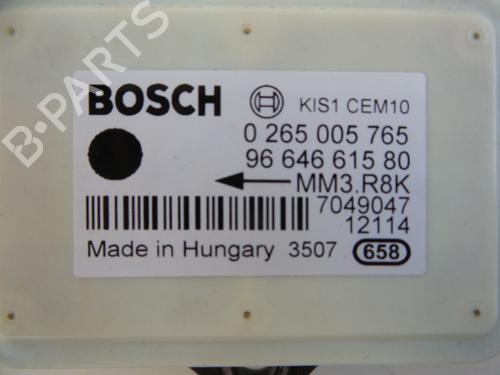 B-PARTS
BOSCH
KIS1 CEM10
0 265 005 765
96 646 615 80
MM3.R8K
7049047
12114
Made in Hungary 3507 658